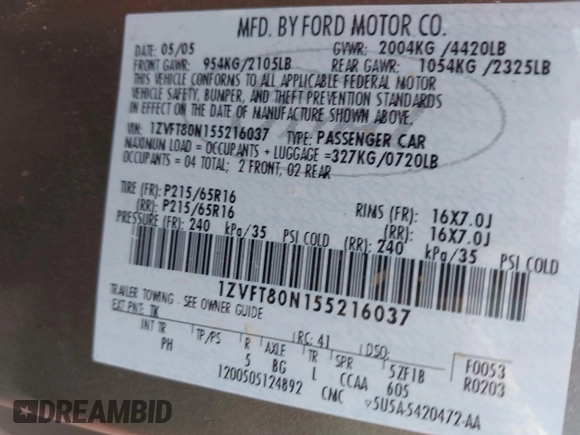 MFD. BY FORD MOTOR CO.
DATE: 05/05 GVWR: 2004KG /4420LB
FRONT GAWR: 954KG/2105LB REAR GAWR: 1054KG /2325LB
THIS VEHICLE CONFORMS TO ALL APPLICABLE FEDERAL MOTOR
VEHICLE SAFETY, BUMPER, AND THEFT PREVENTION STANDARDS
IN EFFECT ON THE DATE OF MANUFACTURE SHOWN ABOVE.
VIN: 1ZVFT80N155216037 TYPE: PASSENGER CAR
MAXIMUM LOAD = OCCUPANTS + LUGGAGE =327KG/0720LB
OCCUPANTS = 04 TOTAL; 2 FRONT, 02 REAR
TIRE (FR): P215/65R16 RIMS (FR): 16X7.0J
(RR): P215/65R16 (RR): 16X7.0J
PRESSURE (FR): 240 kPa/35 PSI COLD (RR): 240 kPa/35 PSI COLD
1ZVFT80N155216037
TRAILER TOWING - SEE OWNER GUIDE
EXT PNT: TK RC: 41 DSO: F0053
INT TR TP/PS R AXLE TR SPR 5ZF1B R0203
PH 5 BG L CCAA 605
1200505124892 CMC v5U5A-5420472-AA
DREAMBID